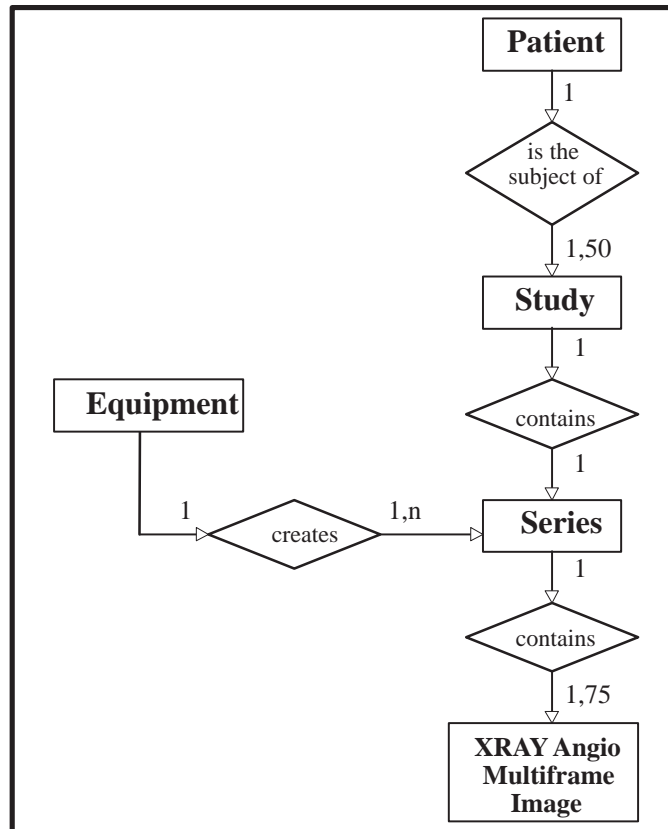 Patient
1
is the
subject of
1,50
Study
1
contains
1
Equipment
1
creates
1,n
Series
1
contains
1,75
XRAY Angio
Multiframe
Image